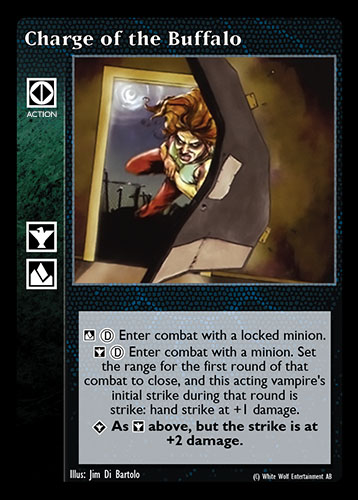 Charge of the Buffalo
ACTION
D Enter combat with a locked minion.
D Enter combat with a minion. Set
the range for the first round of that
combat to close, and this acting vampire's
initial strike during that round is
strike: hand strike at +1 damage.
As above, but the strike is at
+2 damage.
Illus: Jim Di Bartolo
(C) White Wolf Entertainment AB